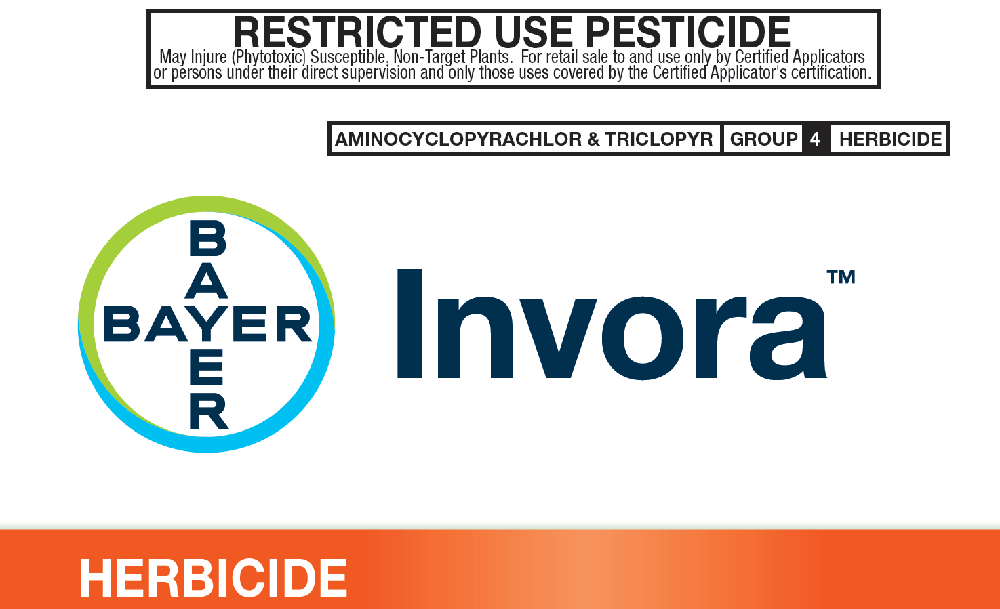 RESTRICTED USE PESTICIDE
May Injure (Phytotoxic) Susceptible, Non-Target Plants. For retail sale to and use only by Certified Applicators
or persons under their direct supervision and only those uses covered by the Certified Applicator's certification.
AMINOCYCLOPYRACHLOR & TRICLOPYR GROUP 4 HERBICIDE
BAYER
BAYER
Invora™
HERBICIDE